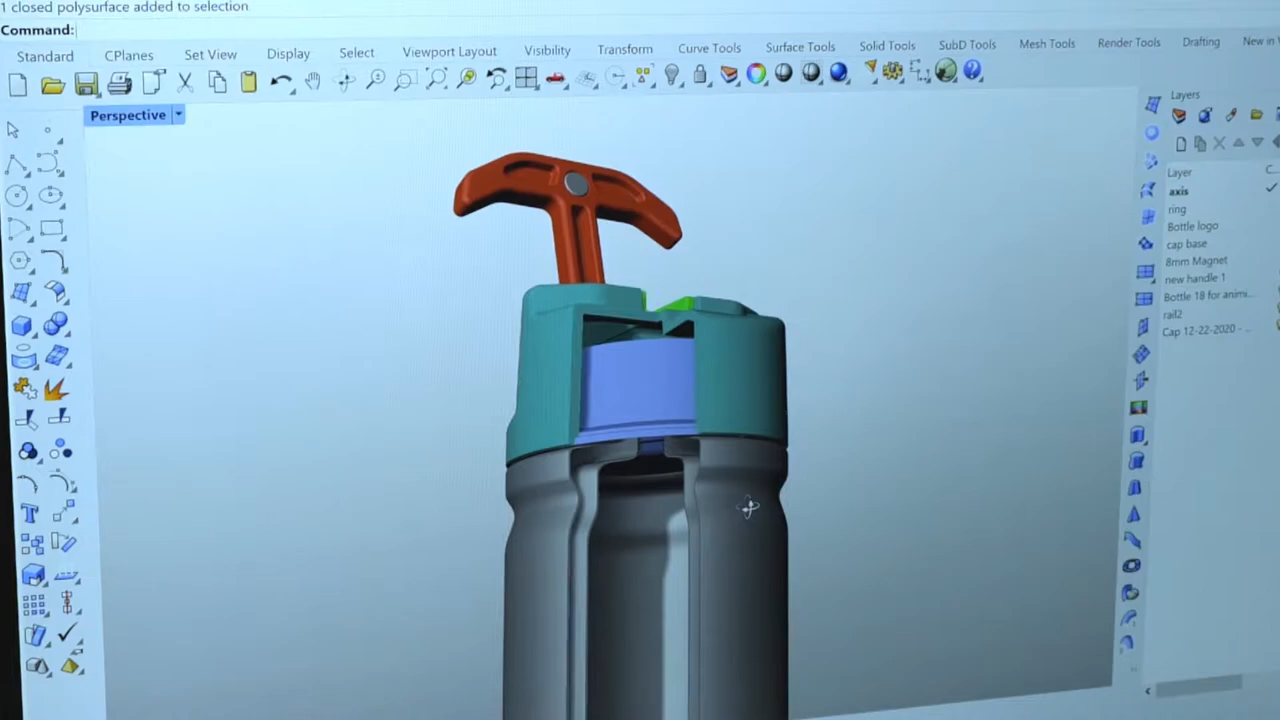 1 closed polysurface added to selection
Command:
Standard CPlanes Set View Display Select Viewport Layout Visibility Transform Curve Tools Surface Tools Solid Tools SubD Tools Mesh Tools Render Tools Drafting New in
Perspective
Layers
Layer
axis
ring
Bottle logo
cap base
8mm Magnet
new handle 1
Bottle 18 for animi...
rail2
Cap 12-22-2020 - ...